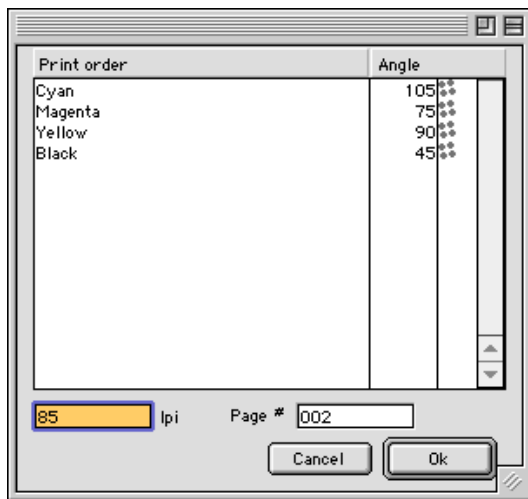 Print order Angle
Cyan 105
Magenta 75
Yellow 90
Black 45
85 lpi Page # 002
Cancel Ok